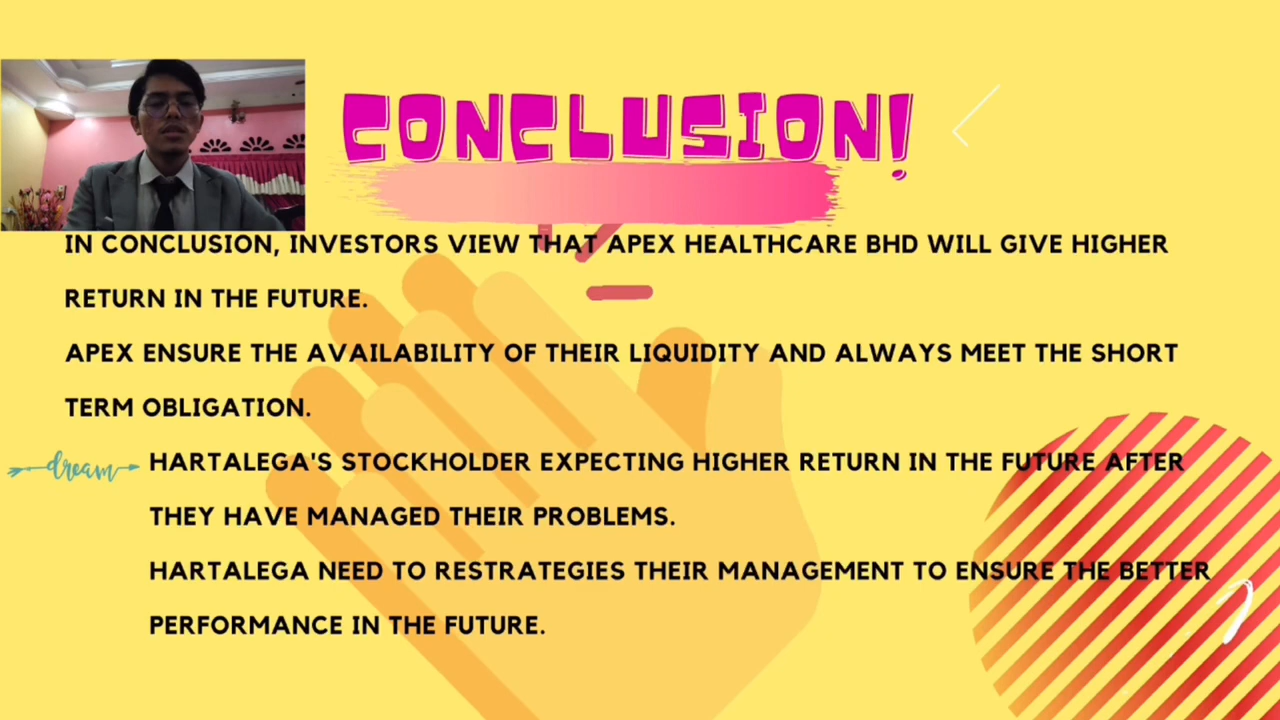 CONCLUSION!
IN CONCLUSION, INVESTORS VIEW THAT APEX HEALTHCARE BHD WILL GIVE HIGHER
RETURN IN THE FUTURE.
APEX ENSURE THE AVAILABILITY OF THEIR LIQUIDITY AND ALWAYS MEET THE SHORT
TERM OBLIGATION.
dream
HARTALEGA'S STOCKHOLDER EXPECTING HIGHER RETURN IN THE FUTURE AFTER
THEY HAVE MANAGED THEIR PROBLEMS.
HARTALEGA NEED TO RESTRATEGIES THEIR MANAGEMENT TO ENSURE THE BETTER
PERFORMANCE IN THE FUTURE.